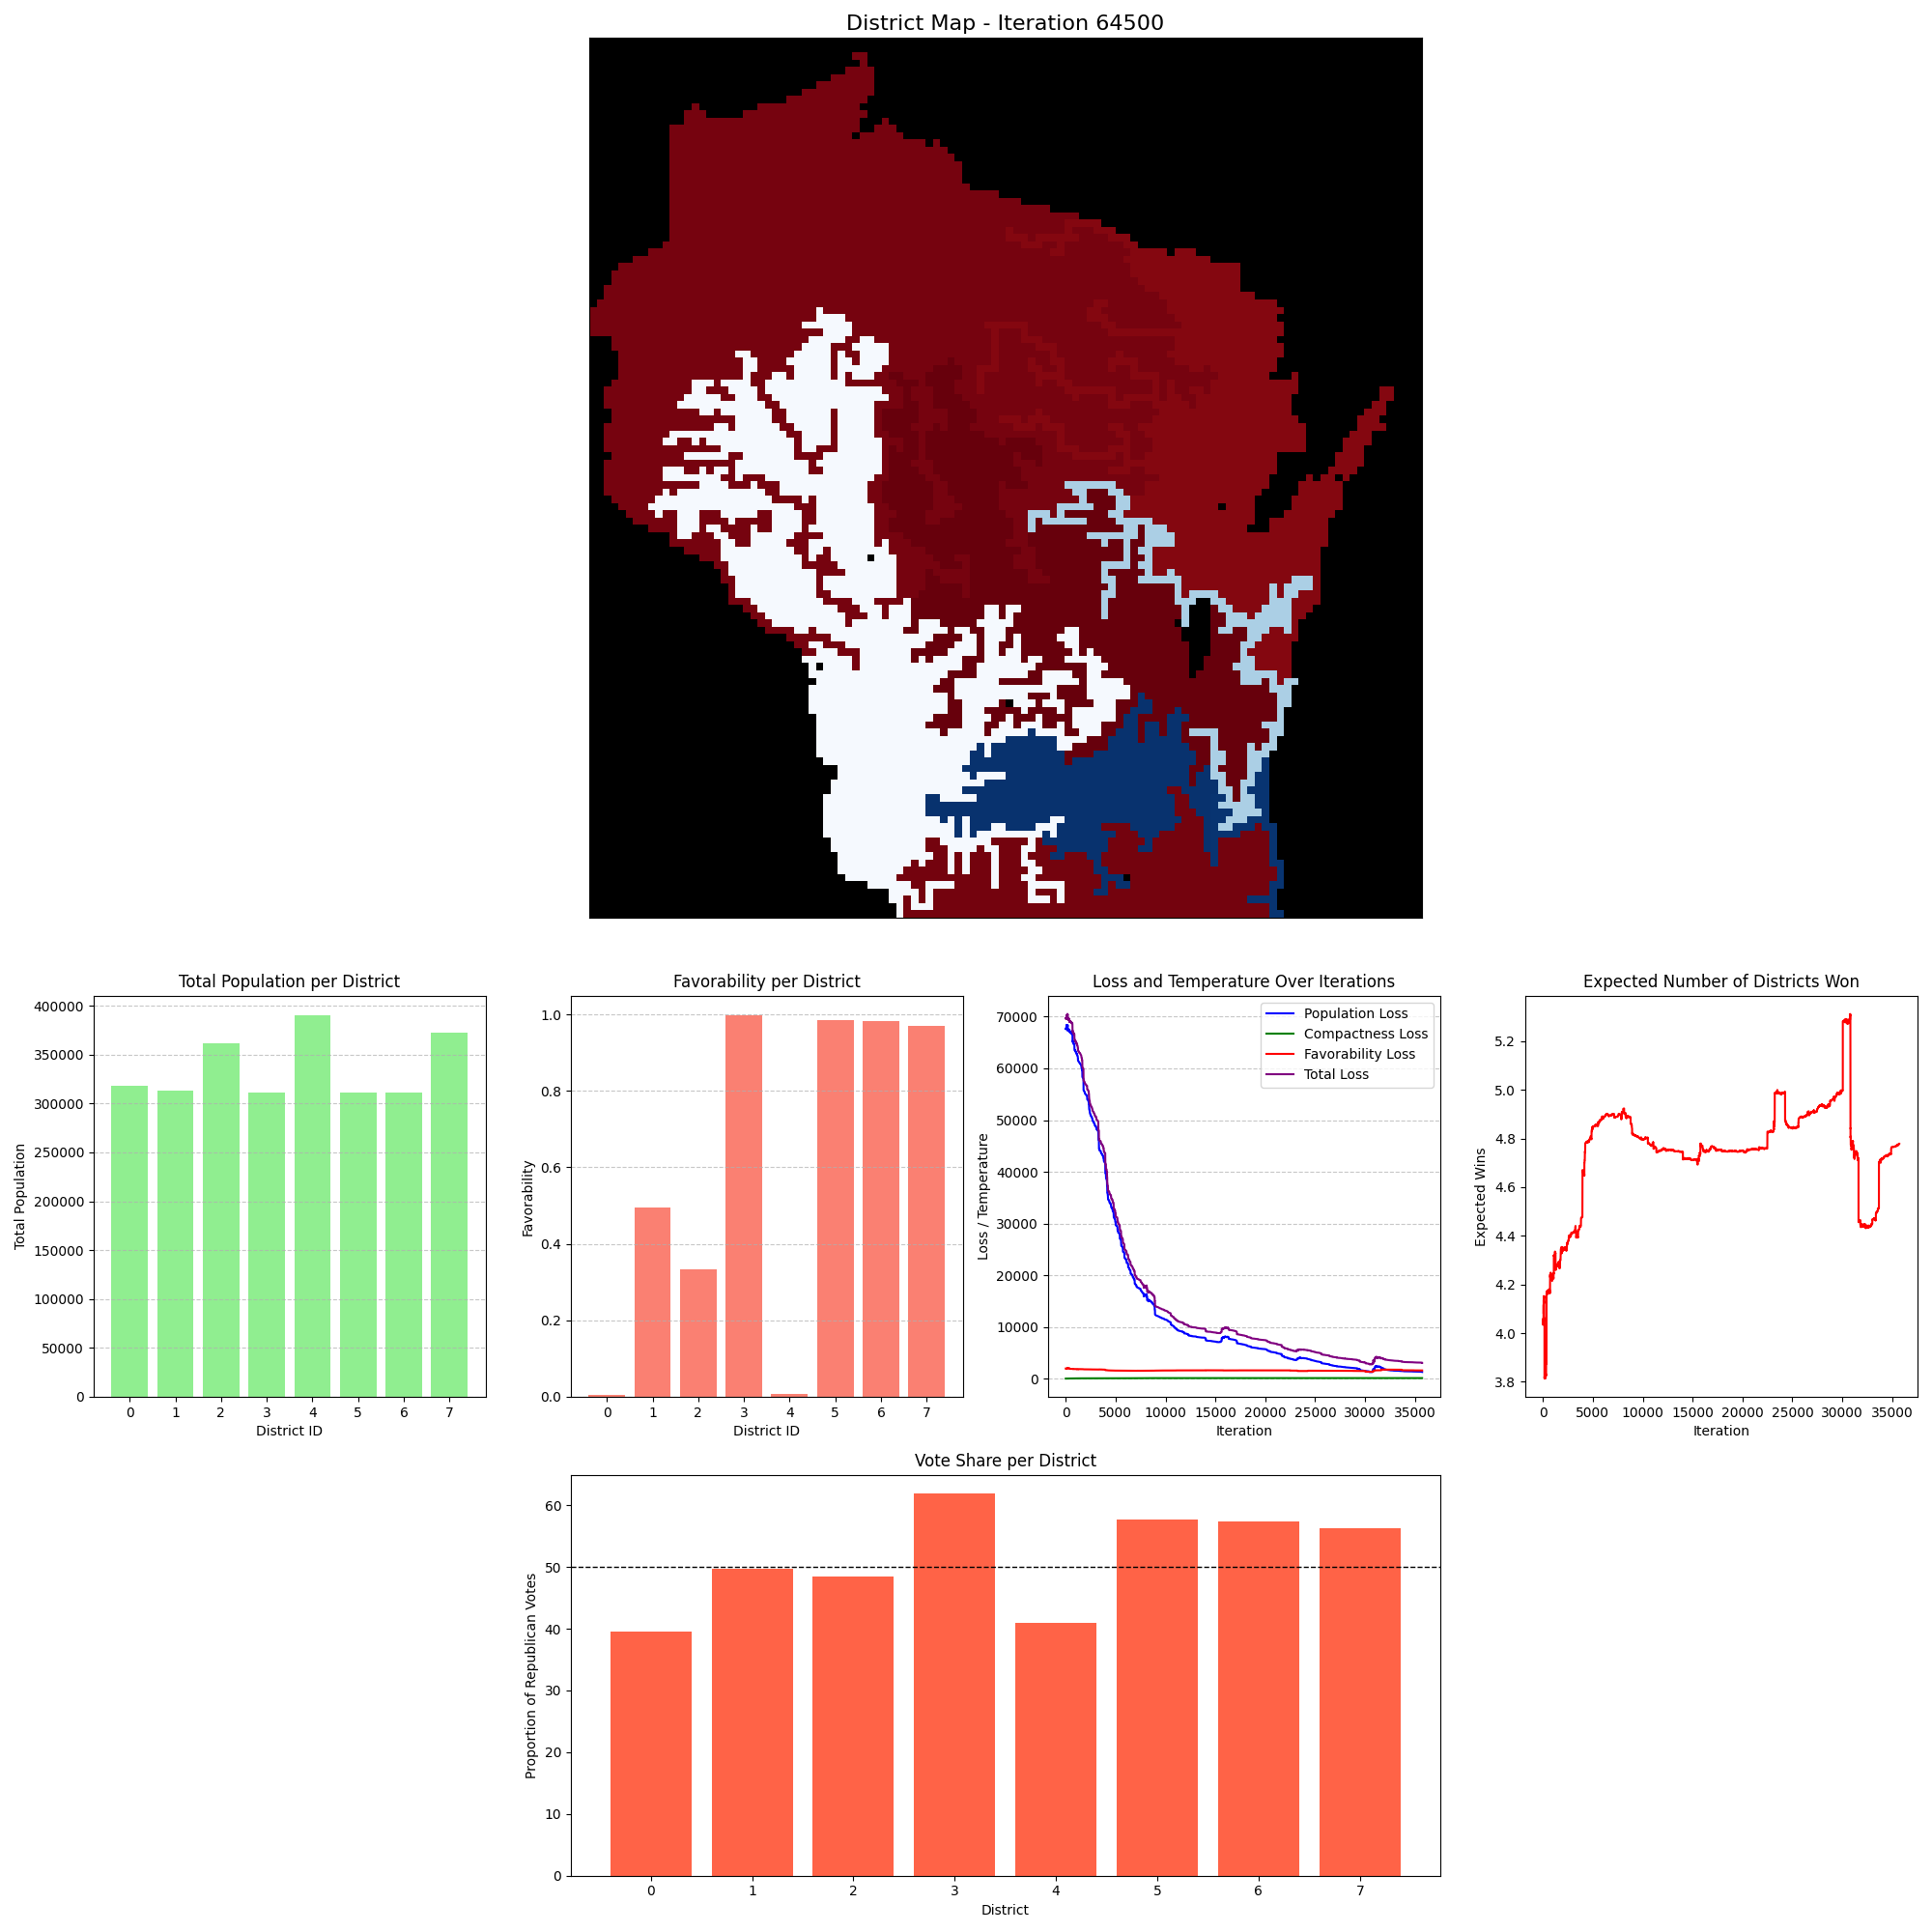 District Map - Iteration 64500
Total Population per District
Total Population
400000
350000
300000
250000
200000
150000
100000
50000
0
0 1 2 3 4 5 6 7
District ID
Favorability per District
Favorability
1.0
0.8
0.6
0.4
0.2
0.0
0 1 2 3 4 5 6 7
District ID
Loss and Temperature Over Iterations
Loss / Temperature
70000
60000
50000
40000
30000
20000
10000
0
Population Loss
Compactness Loss
Favorability Loss
Total Loss
0 5000 10000 15000 20000 25000 30000 35000
Iteration
Expected Number of Districts Won
Expected Wins
5.2
5.0
4.8
4.6
4.4
4.2
4.0
3.8
0 5000 10000 15000 20000 25000 30000 35000
Iteration
Vote Share per District
Proportion of Republican Votes
60
50
40
30
20
10
0
0 1 2 3 4 5 6 7
District